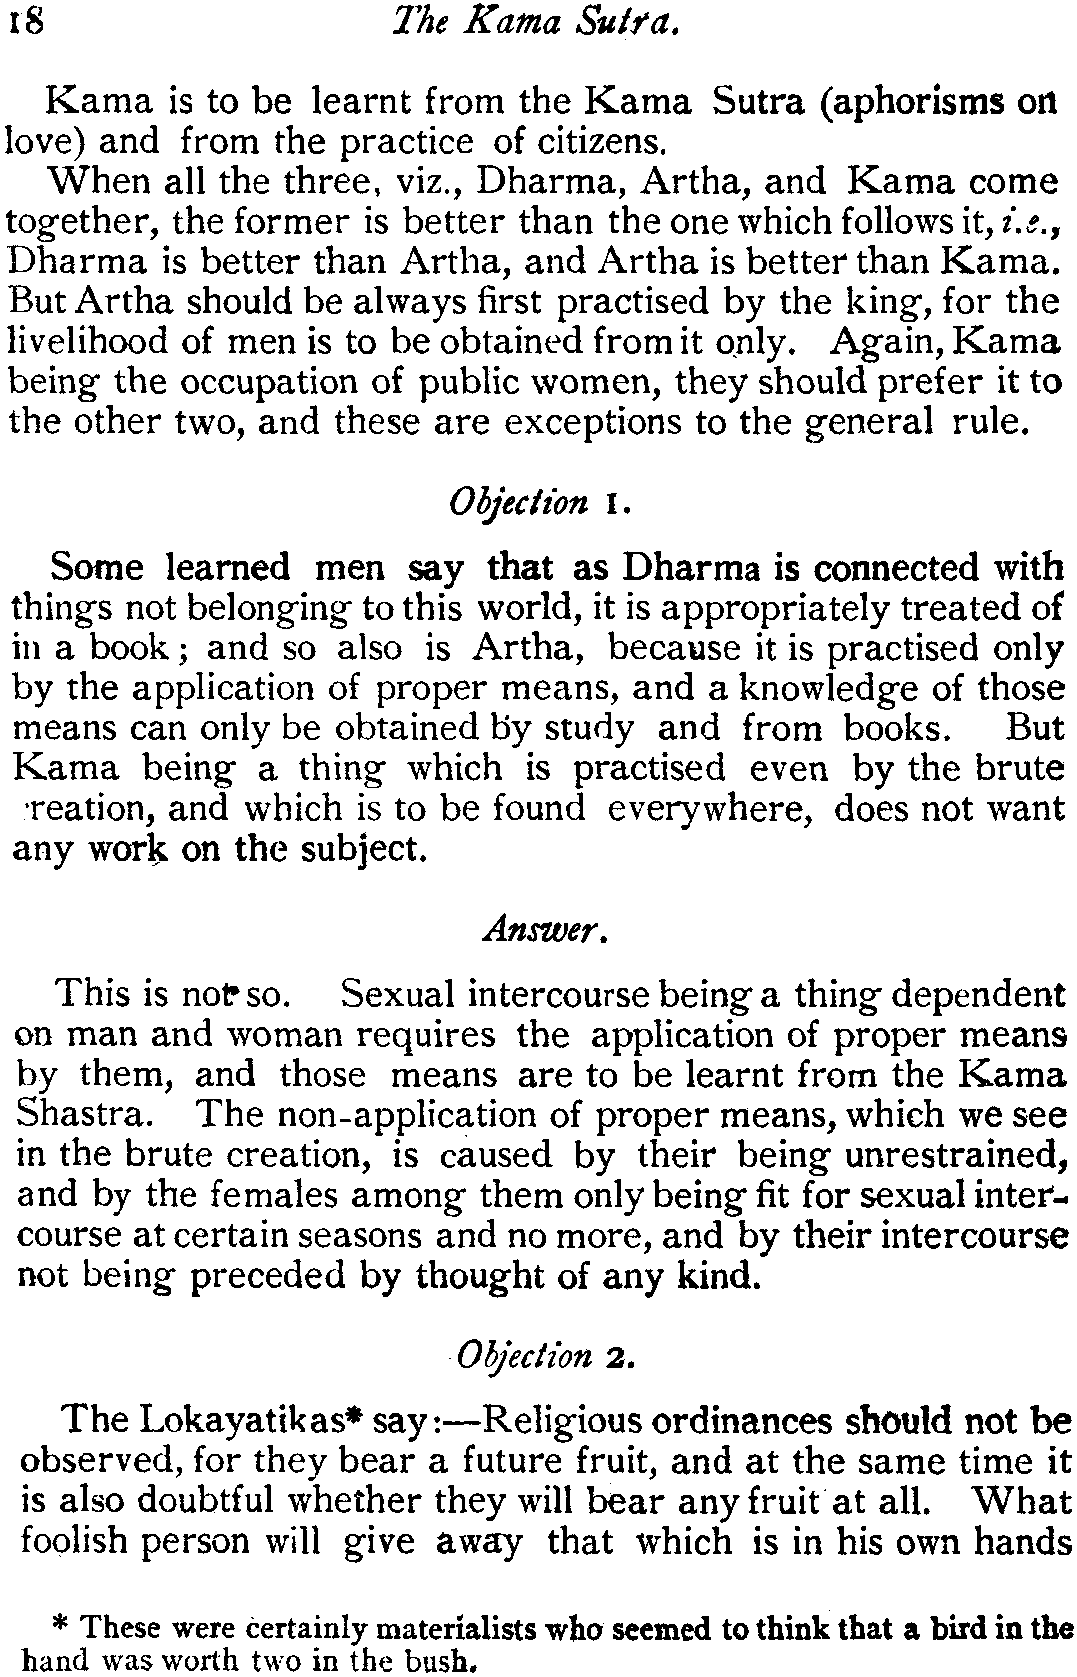 18 The Kama Sutra.
Kama is to be learnt from the Kama Sutra (aphorisms on
love) and from the practice of citizens.
When all the three, viz., Dharma, Artha, and Kama come
together, the former is better than the one which follows it, i.e.,
Dharma is better than Artha, and Artha is better than Kama.
But Artha should be always first practised by the king, for the
livelihood of men is to be obtained from it only. Again, Kama
being the occupation of public women, they should prefer it to
the other two, and these are exceptions to the general rule.
Objection 1.
Some learned men say that as Dharma is connected with
things not belonging to this world, it is appropriately treated of
in a book; and so also is Artha, because it is practised only
by the application of proper means, and a knowledge of those
means can only be obtained by study and from books. But
Kama being a thing which is practised even by the brute
reation, and which is to be found everywhere, does not want
any work on the subject.
Answer.
This is not so. Sexual intercourse being a thing dependent
on man and woman requires the application of proper means
by them, and those means are to be learnt from the Kama
Shastra. The non-application of proper means, which we see
in the brute creation, is caused by their being unrestrained,
and by the females among them only being fit for sexual inter-
course at certain seasons and no more, and by their intercourse
not being preceded by thought of any kind.
Objection 2.
The Lokayatikas* say:—Religious ordinances should not be
observed, for they bear a future fruit, and at the same time it
is also doubtful whether they will bear any fruit at all. What
foolish person will give away that which is in his own hands
* These were certainly materialists who seemed to think that a bird in the
hand was worth two in the bush.